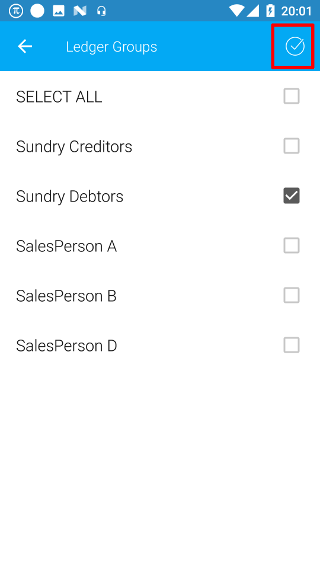 20:01
Ledger Groups
SELECT ALL
Sundry Creditors
Sundry Debtors
SalesPerson A
SalesPerson B
SalesPerson D